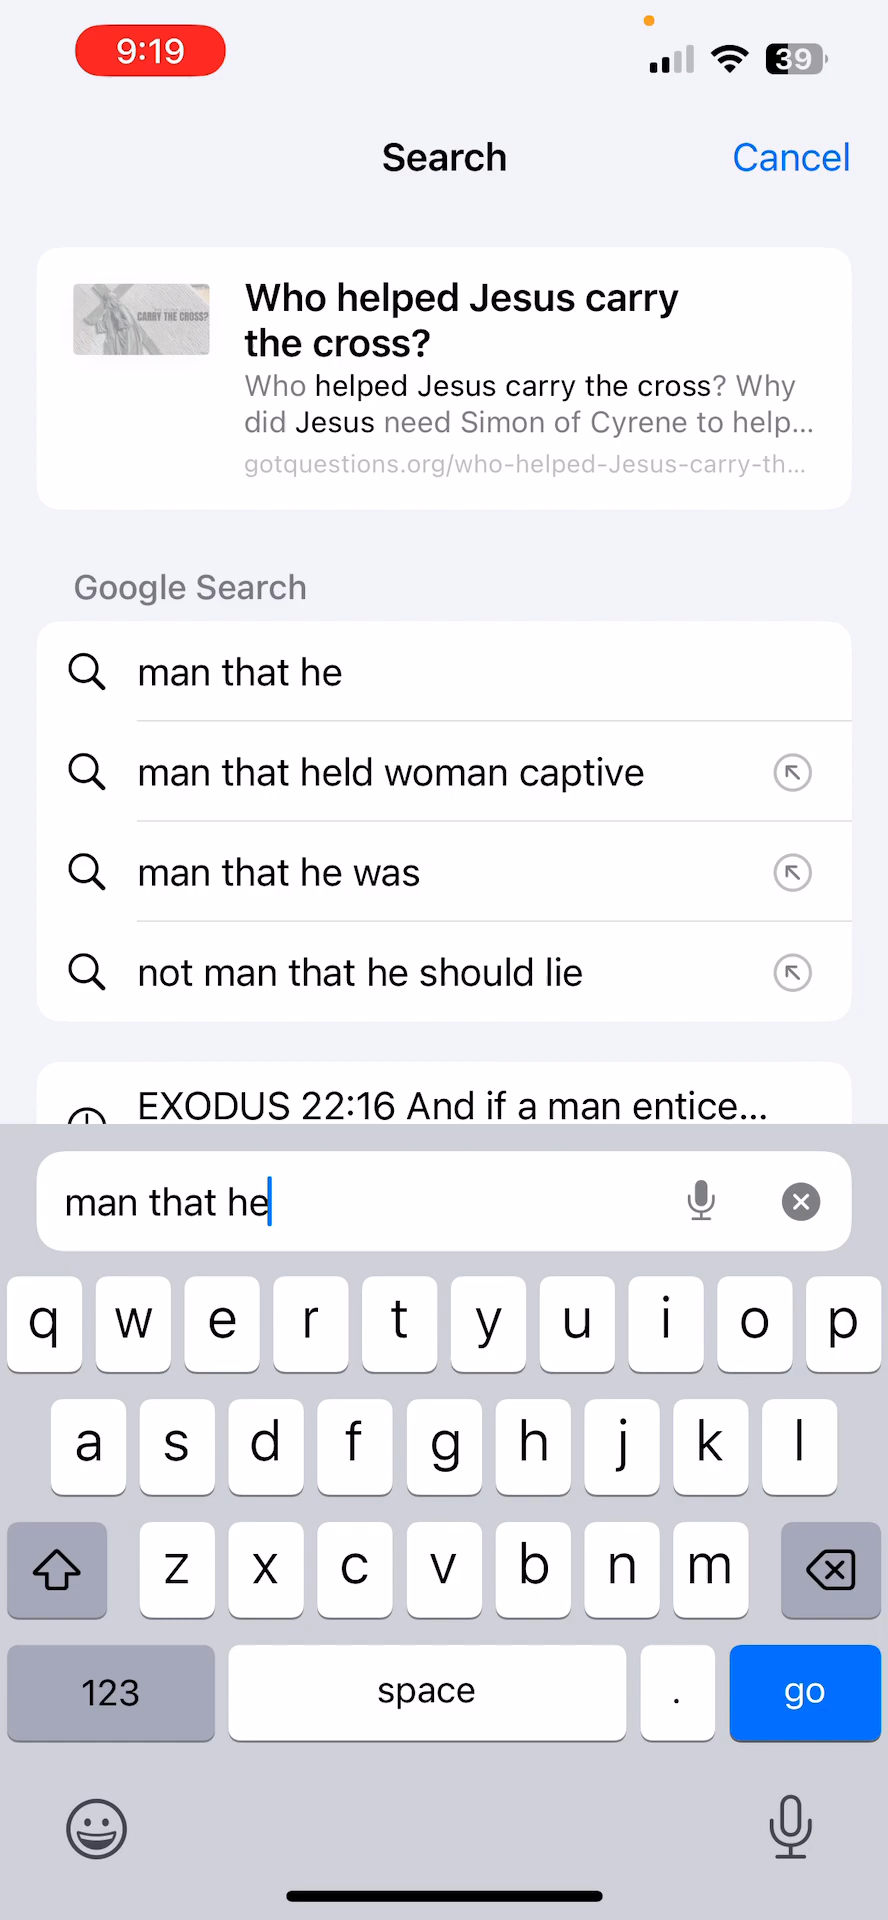 9:19
39
Search
Cancel
CARRY THE CROSS?
Who helped Jesus carry
the cross?
Who helped Jesus carry the cross? Why
did Jesus need Simon of Cyrene to help...
gotquestions.org/who-helped-Jesus-carry-th...
Google Search
man that he
man that held woman captive
man that he was
not man that he should lie
EXODUS 22:16 And if a man entice...
man that he
q w e r t y u i o p
a s d f g h j k l
z x c v b n m
123 space . go